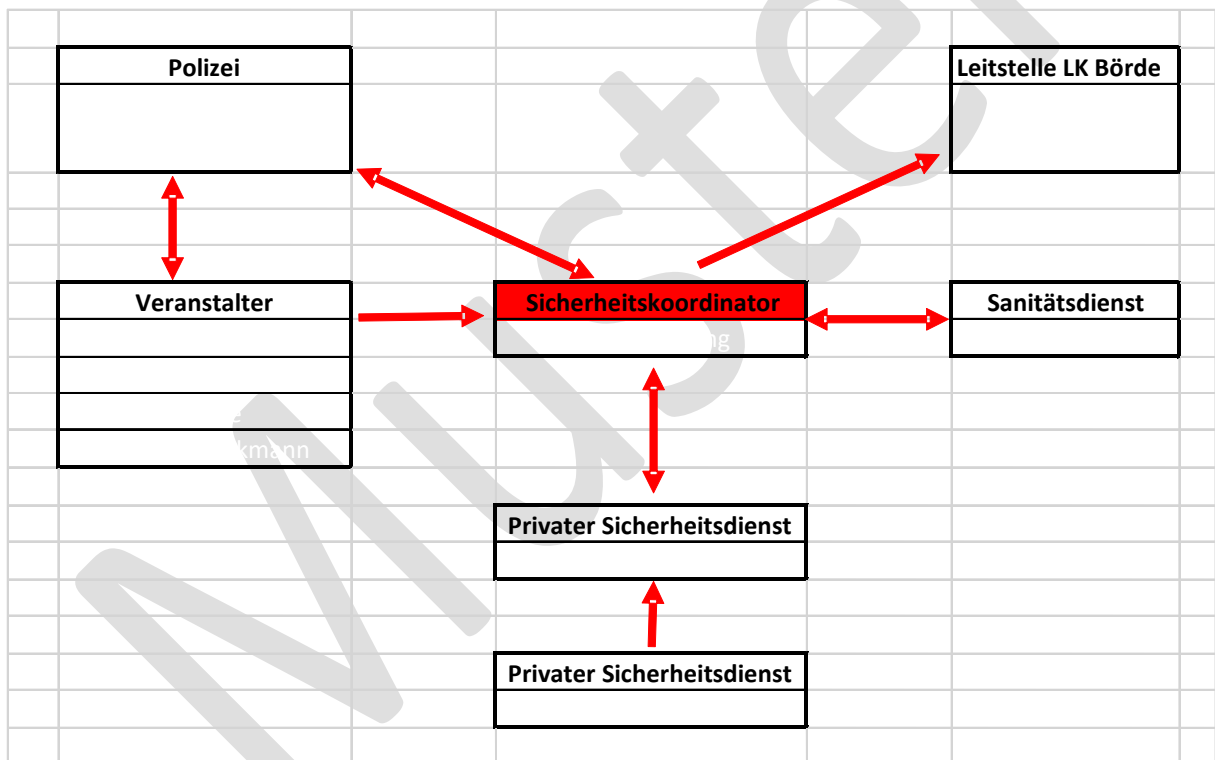 Polizei
Leitstelle LK Börde
Veranstalter
Sicherheitskoordinator
Sanitätsdienst
Privater Sicherheitsdienst
Privater Sicherheitsdienst
Muster